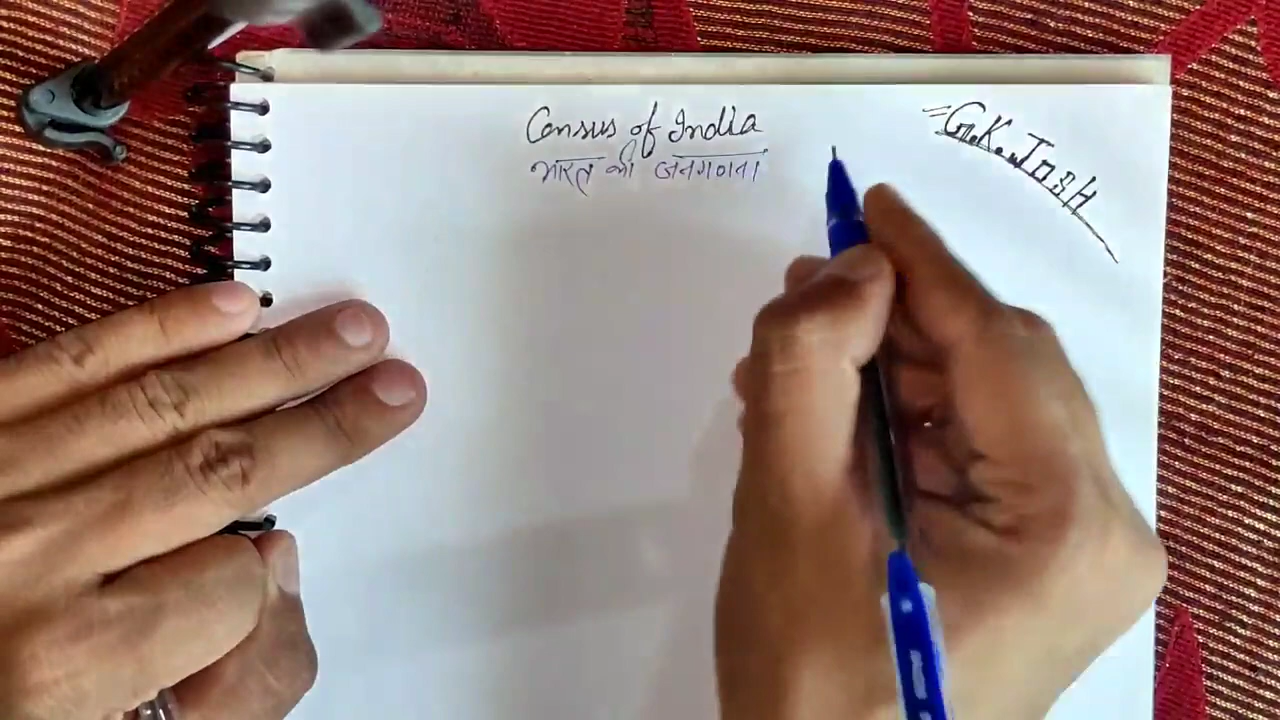 Census of India
भारत की जनगणना
=G.K. JOSH